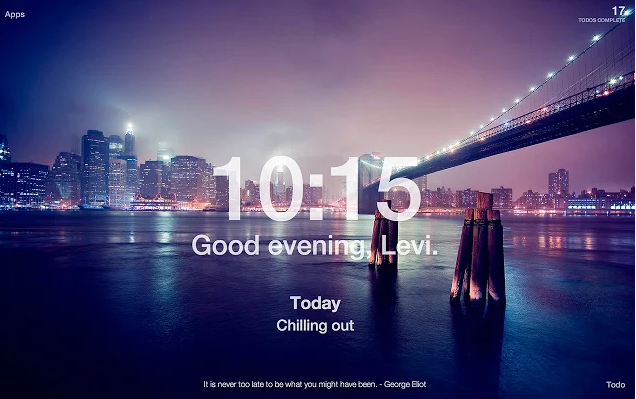 Apps
17
TODOS COMPLETE
10:15
Good evening, Levi.
Today
Chilling out
It is never too late to be what you might have been. - George Eliot
Todo